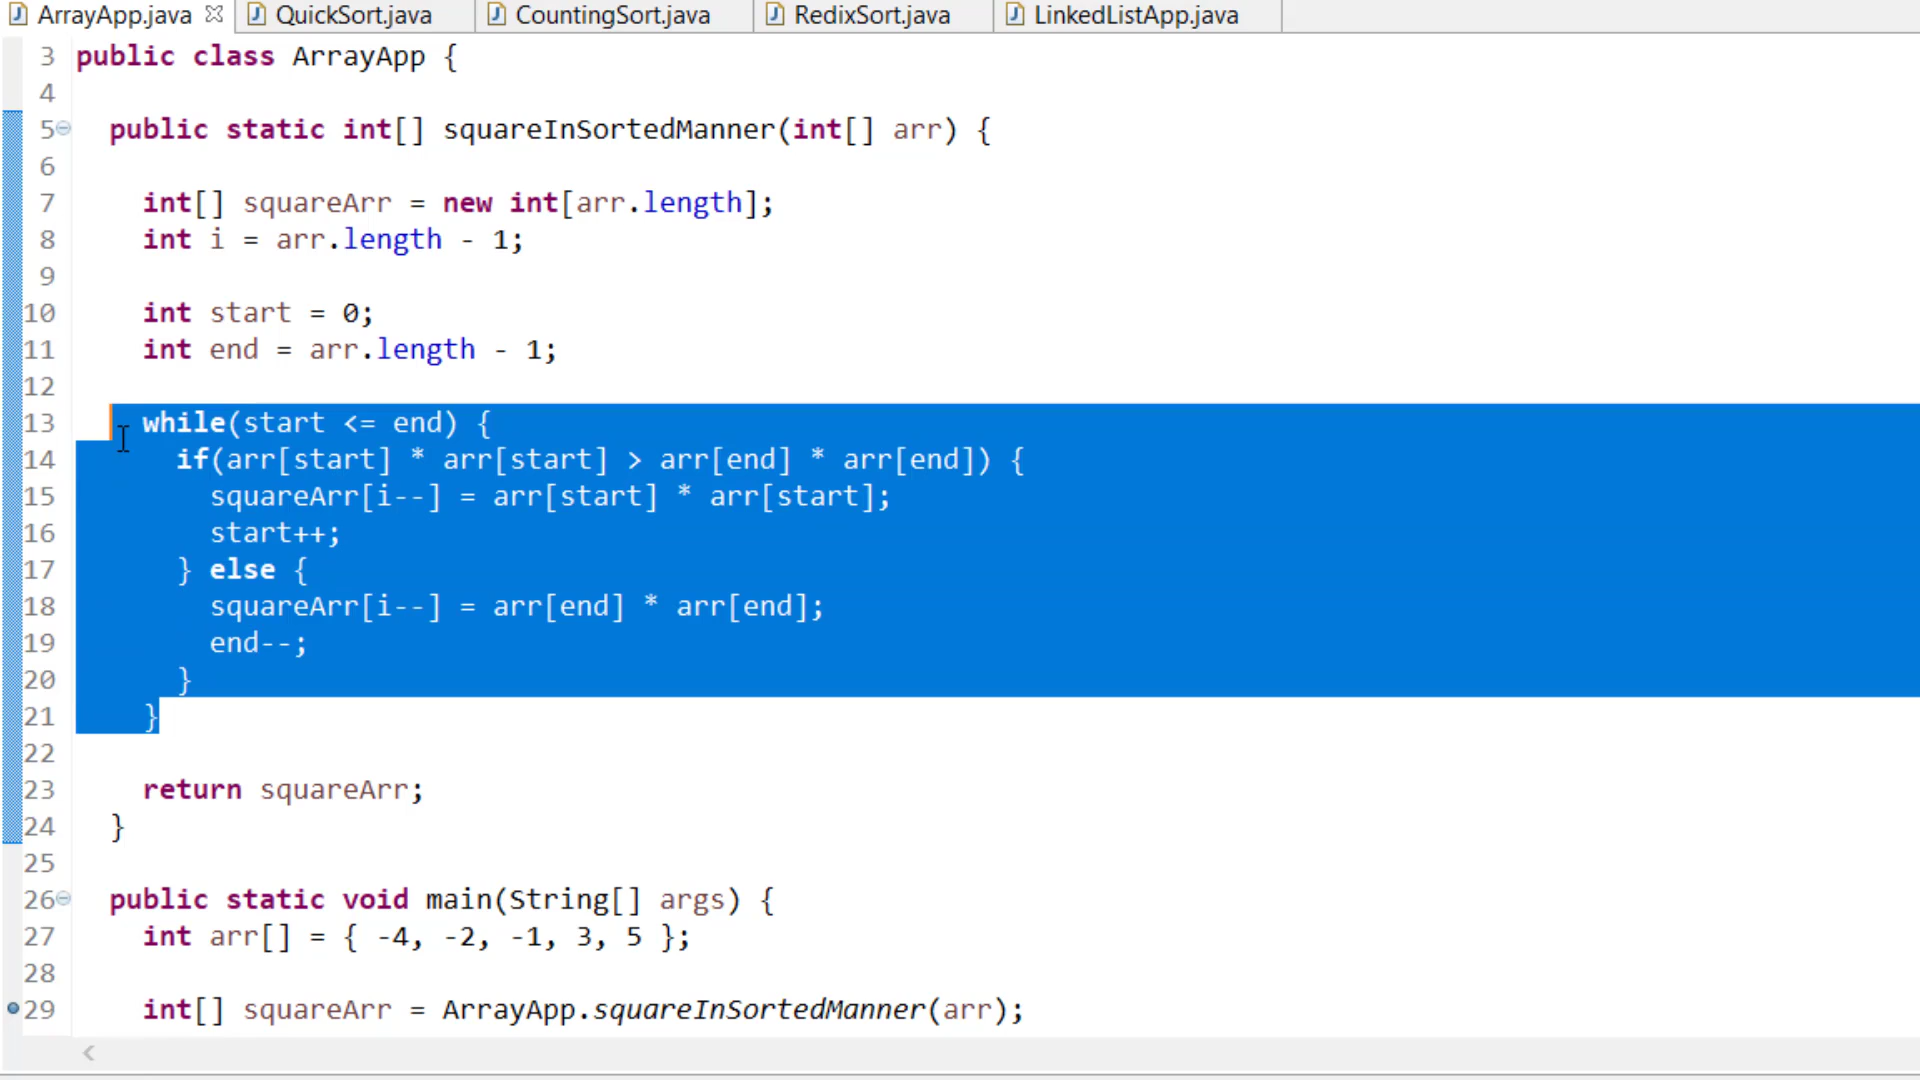 ArrayApp.java QuickSort.java CountingSort.java RedixSort.java LinkedListApp.java
3 public class ArrayApp {
4
5 public static int[] squareInSortedManner(int[] arr) {
6
7 int[] squareArr = new int[arr.length];
8 int i = arr.length - 1;
9
10 int start = 0;
11 int end = arr.length - 1;
12
13 while(start <= end) {
14 if(arr[start] * arr[start] > arr[end] * arr[end]) {
15 squareArr[i--] = arr[start] * arr[start];
16 start++;
17 } else {
18 squareArr[i--] = arr[end] * arr[end];
19 end--;
20 }
21 }
22
23 return squareArr;
24 }
25
26 public static void main(String[] args) {
27 int arr[] = { -4, -2, -1, 3, 5 };
28
29 int[] squareArr = ArrayApp.squareInSortedManner(arr);